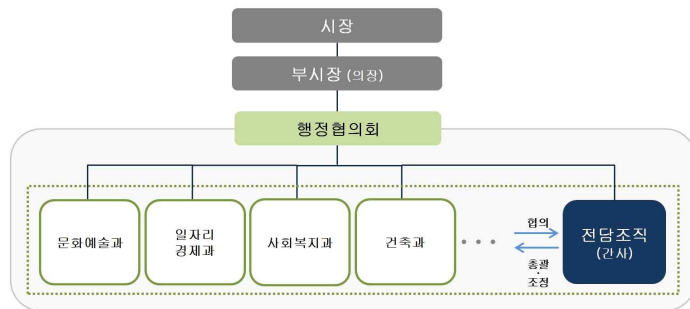 시장
부시장 (의장)
행정협의회
문화예술과
일자리
경제과
사회복지과
건축과
• • •
협의
총괄
·
조정
전담조직
(간사)